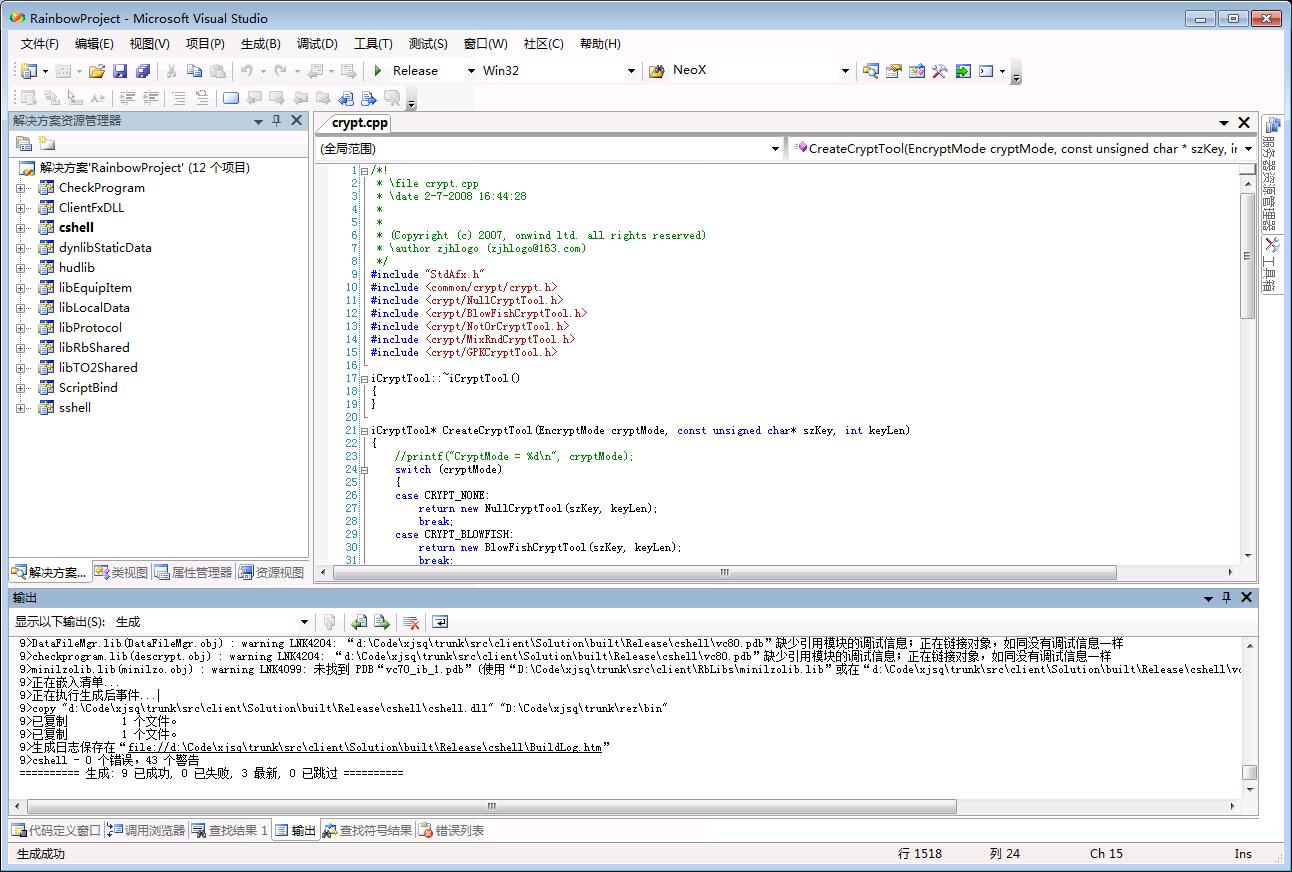 RainbowProject - Microsoft Visual Studio
文件(F) 编辑(E) 视图(V) 项目(P) 生成(B) 调试(D) 工具(T) 测试(S) 窗口(W) 社区(C) 帮助(H)
Release Win32 NeoX
解决方案资源管理器
解决方案'RainbowProject' (12 个项目)
CheckProgram
ClientFxDLL
cshell
dynlibStaticData
hudlib
libEquipItem
libLocalData
libProtocol
libRbShared
libTO2Shared
ScriptBind
sshell
解决方案... 类视图 属性管理器 资源视图
crypt.cpp
(全局范围) CreateCryptTool(EncryptMode cryptMode, const unsigned char * szKey, in
1 /*!
2 * \file crypt.cpp
3 * \date 2-7-2008 16:44:28
4 *
5 *
6 * (Copyright (c) 2007, onwind ltd. all rights reserved)
7 * \author zjhlogo (zjhlogo@163.com)
8 */
9 #include "StdAfx.h"
10 #include <common/crypt/crypt.h>
11 #include <crypt/NullCryptTool.h>
12 #include <crypt/BlowFishCryptTool.h>
13 #include <crypt/NotOrCryptTool.h>
14 #include <crypt/MixRndCryptTool.h>
15 #include <crypt/GPKCryptTool.h>
16
17 iCryptTool::~iCryptTool()
18 {
19 }
20
21 iCryptTool* CreateCryptTool(EncryptMode cryptMode, const unsigned char* szKey, int keyLen)
22 {
23 //printf("CryptMode = %d\n", cryptMode);
24 switch (cryptMode)
25 {
26 case CRYPT_NONE:
27 return new NullCryptTool(szKey, keyLen);
28 break;
29 case CRYPT_BLOWFISH:
30 return new BlowFishCryptTool(szKey, keyLen);
31 break;
服务器资源管理器
工具箱
输出
显示以下输出(S): 生成
9>DataFileMgr.lib(DataFileMgr.obj) : warning LNK4204: “d:\Code\xjsq\trunk\src\client\Solution\built\Release\cshell\vc80.pdb”缺少引用模块的调试信息；正在链接对象，如同没有调试信息一样
9>checkprogram.lib(descrypt.obj) : warning LNK4204: “d:\Code\xjsq\trunk\src\client\Solution\built\Release\cshell\vc80.pdb”缺少引用模块的调试信息；正在链接对象，如同没有调试信息一样
9>minilzolib.lib(minilzo.obj) : warning LNK4099: 未找到 PDB“vc70_ib_1.pdb”(使用“D:\Code\xjsq\trunk\src\client\RbLibs\minilzolib.lib”或在“d:\Code\xjsq\trunk\src\client\Solution\built\Release\cshell\vc
9>正在嵌入清单...
9>正在执行生成后事件...
9>copy "d:\Code\xjsq\trunk\src\client\Solution\built\Release\cshell\cshell.dll" "D:\Code\xjsq\trunk\rez\bin"
9>已复制 1 个文件。
9>已复制 1 个文件。
9>生成日志保存在“file://d:\Code\xjsq\trunk\src\client\Solution\built\Release\cshell\BuildLog.htm”
9>cshell - 0 个错误，43 个警告
========== 生成: 9 已成功, 0 已失败, 3 最新, 0 已跳过 ==========
代码定义窗口 调用浏览器 查找结果 1 输出 查找符号结果 错误列表
生成成功 行 1518 列 24 Ch 15 Ins